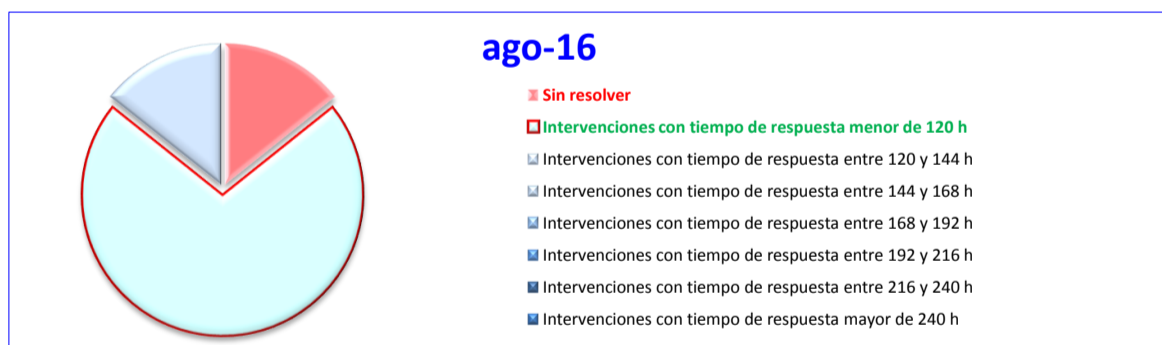 ago-16
Sin resolver
Intervenciones con tiempo de respuesta menor de 120 h
Intervenciones con tiempo de respuesta entre 120 y 144 h
Intervenciones con tiempo de respuesta entre 144 y 168 h
Intervenciones con tiempo de respuesta entre 168 y 192 h
Intervenciones con tiempo de respuesta entre 192 y 216 h
Intervenciones con tiempo de respuesta entre 216 y 240 h
Intervenciones con tiempo de respuesta mayor de 240 h